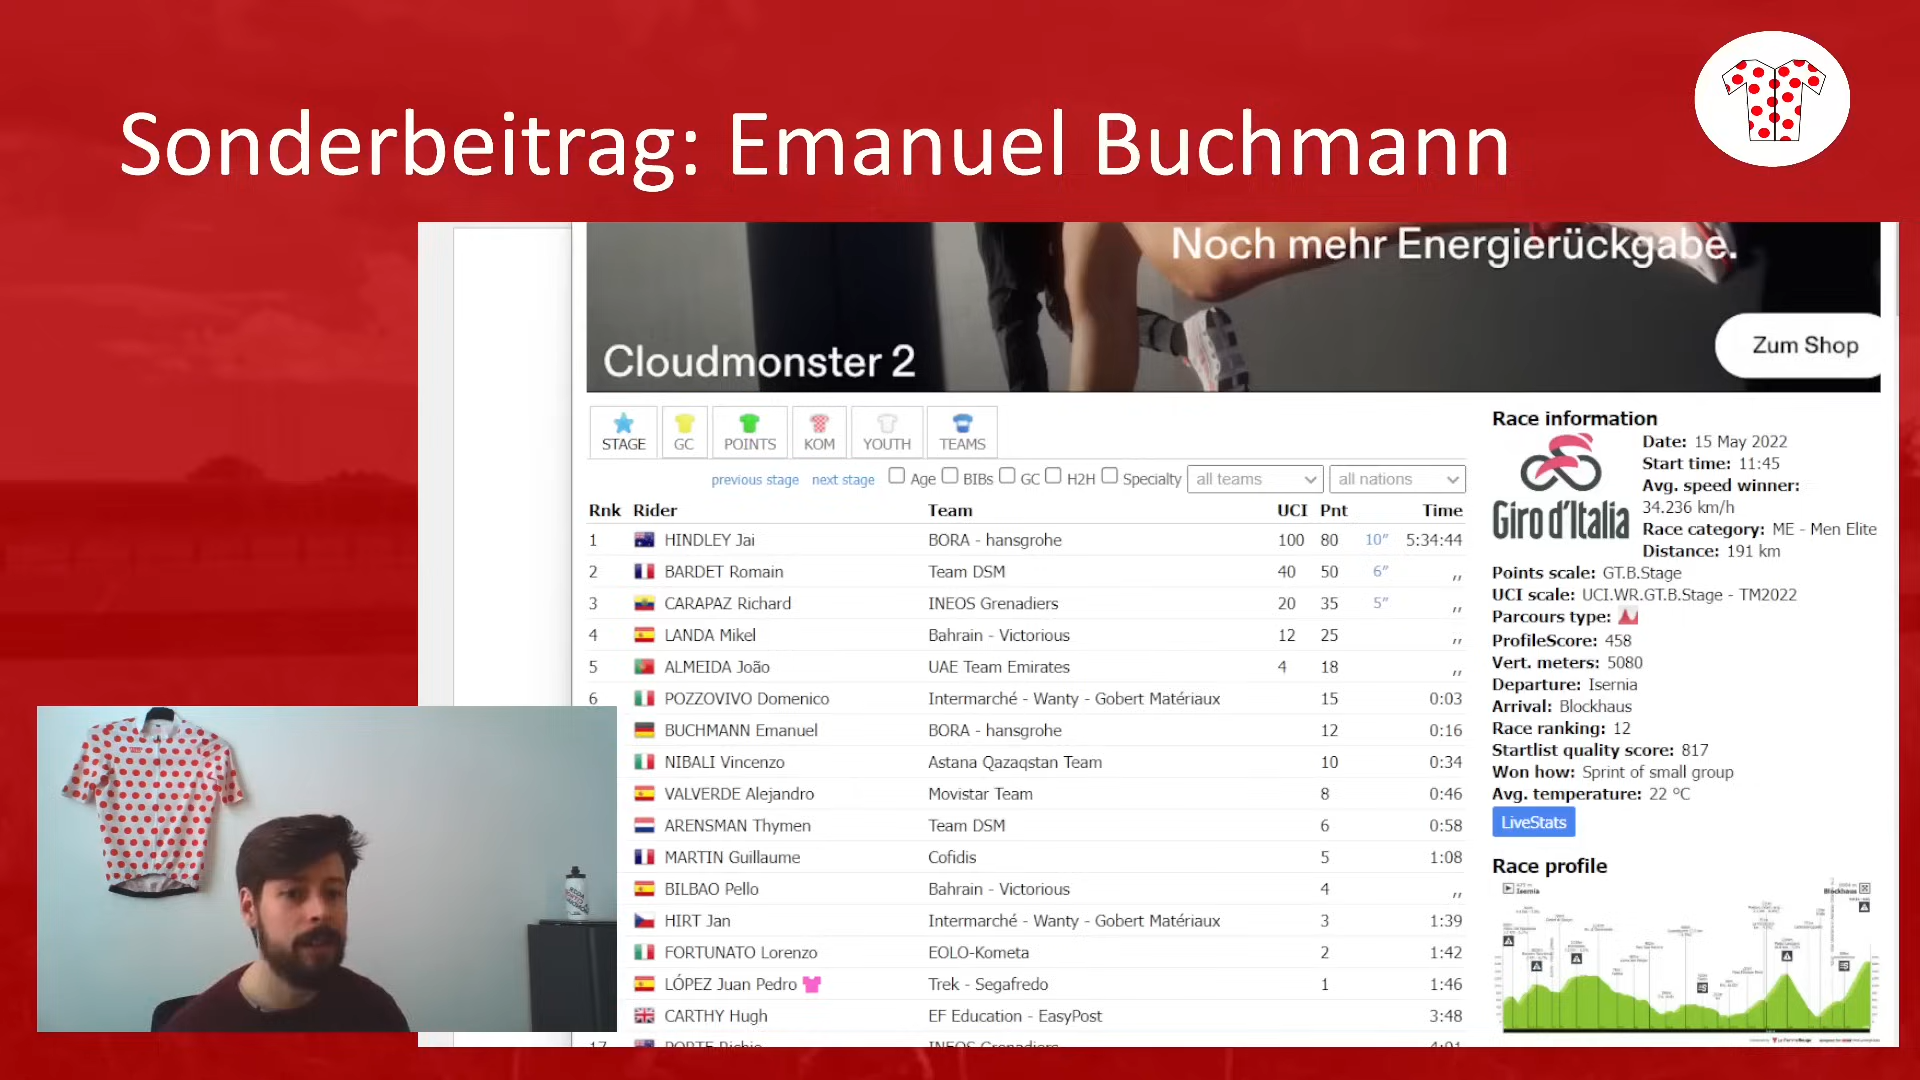 Sonderbeitrag: Emanuel Buchmann
Noch mehr Energierückgabe.
Cloudmonster 2
Zum Shop
STAGE GC POINTS KOM YOUTH TEAMS
previous stage next stage Age BIBs GC H2H Specialty all teams all nations
Rnk Rider Team UCI Pnt Time
1 HINDLEY Jai BORA - hansgrohe 100 80 10″ 5:34:44
2 BARDET Romain Team DSM 40 50 6″ ,,
3 CARAPAZ Richard INEOS Grenadiers 20 35 5″ ,,
4 LANDA Mikel Bahrain - Victorious 12 25 ,,
5 ALMEIDA João UAE Team Emirates 4 18 ,,
6 POZZOVIVO Domenico Intermarché - Wanty - Gobert Matériaux 15 0:03
BUCHMANN Emanuel BORA - hansgrohe 12 0:16
NIBALI Vincenzo Astana Qazaqstan Team 10 0:34
VALVERDE Alejandro Movistar Team 8 0:46
ARENSMAN Thymen Team DSM 6 0:58
MARTIN Guillaume Cofidis 5 1:08
BILBAO Pello Bahrain - Victorious 4 ,,
HIRT Jan Intermarché - Wanty - Gobert Matériaux 3 1:39
FORTUNATO Lorenzo EOLO-Kometa 2 1:42
LÓPEZ Juan Pedro Trek - Segafredo 1 1:46
CARTHY Hugh EF Education - EasyPost 3:48
17 PORTE Richie INEOS Grenadiers 4:01
Race information
Giro d'Italia
Date: 15 May 2022
Start time: 11:45
Avg. speed winner:
34.236 km/h
Race category: ME - Men Elite
Distance: 191 km
Points scale: GT.B.Stage
UCI scale: UCI.WR.GT.B.Stage - TM2022
Parcours type:
ProfileScore: 458
Vert. meters: 5080
Departure: Isernia
Arrival: Blockhaus
Race ranking: 12
Startlist quality score: 817
Won how: Sprint of small group
Avg. temperature: 22 °C
LiveStats
Race profile
Isernia
Blockhaus